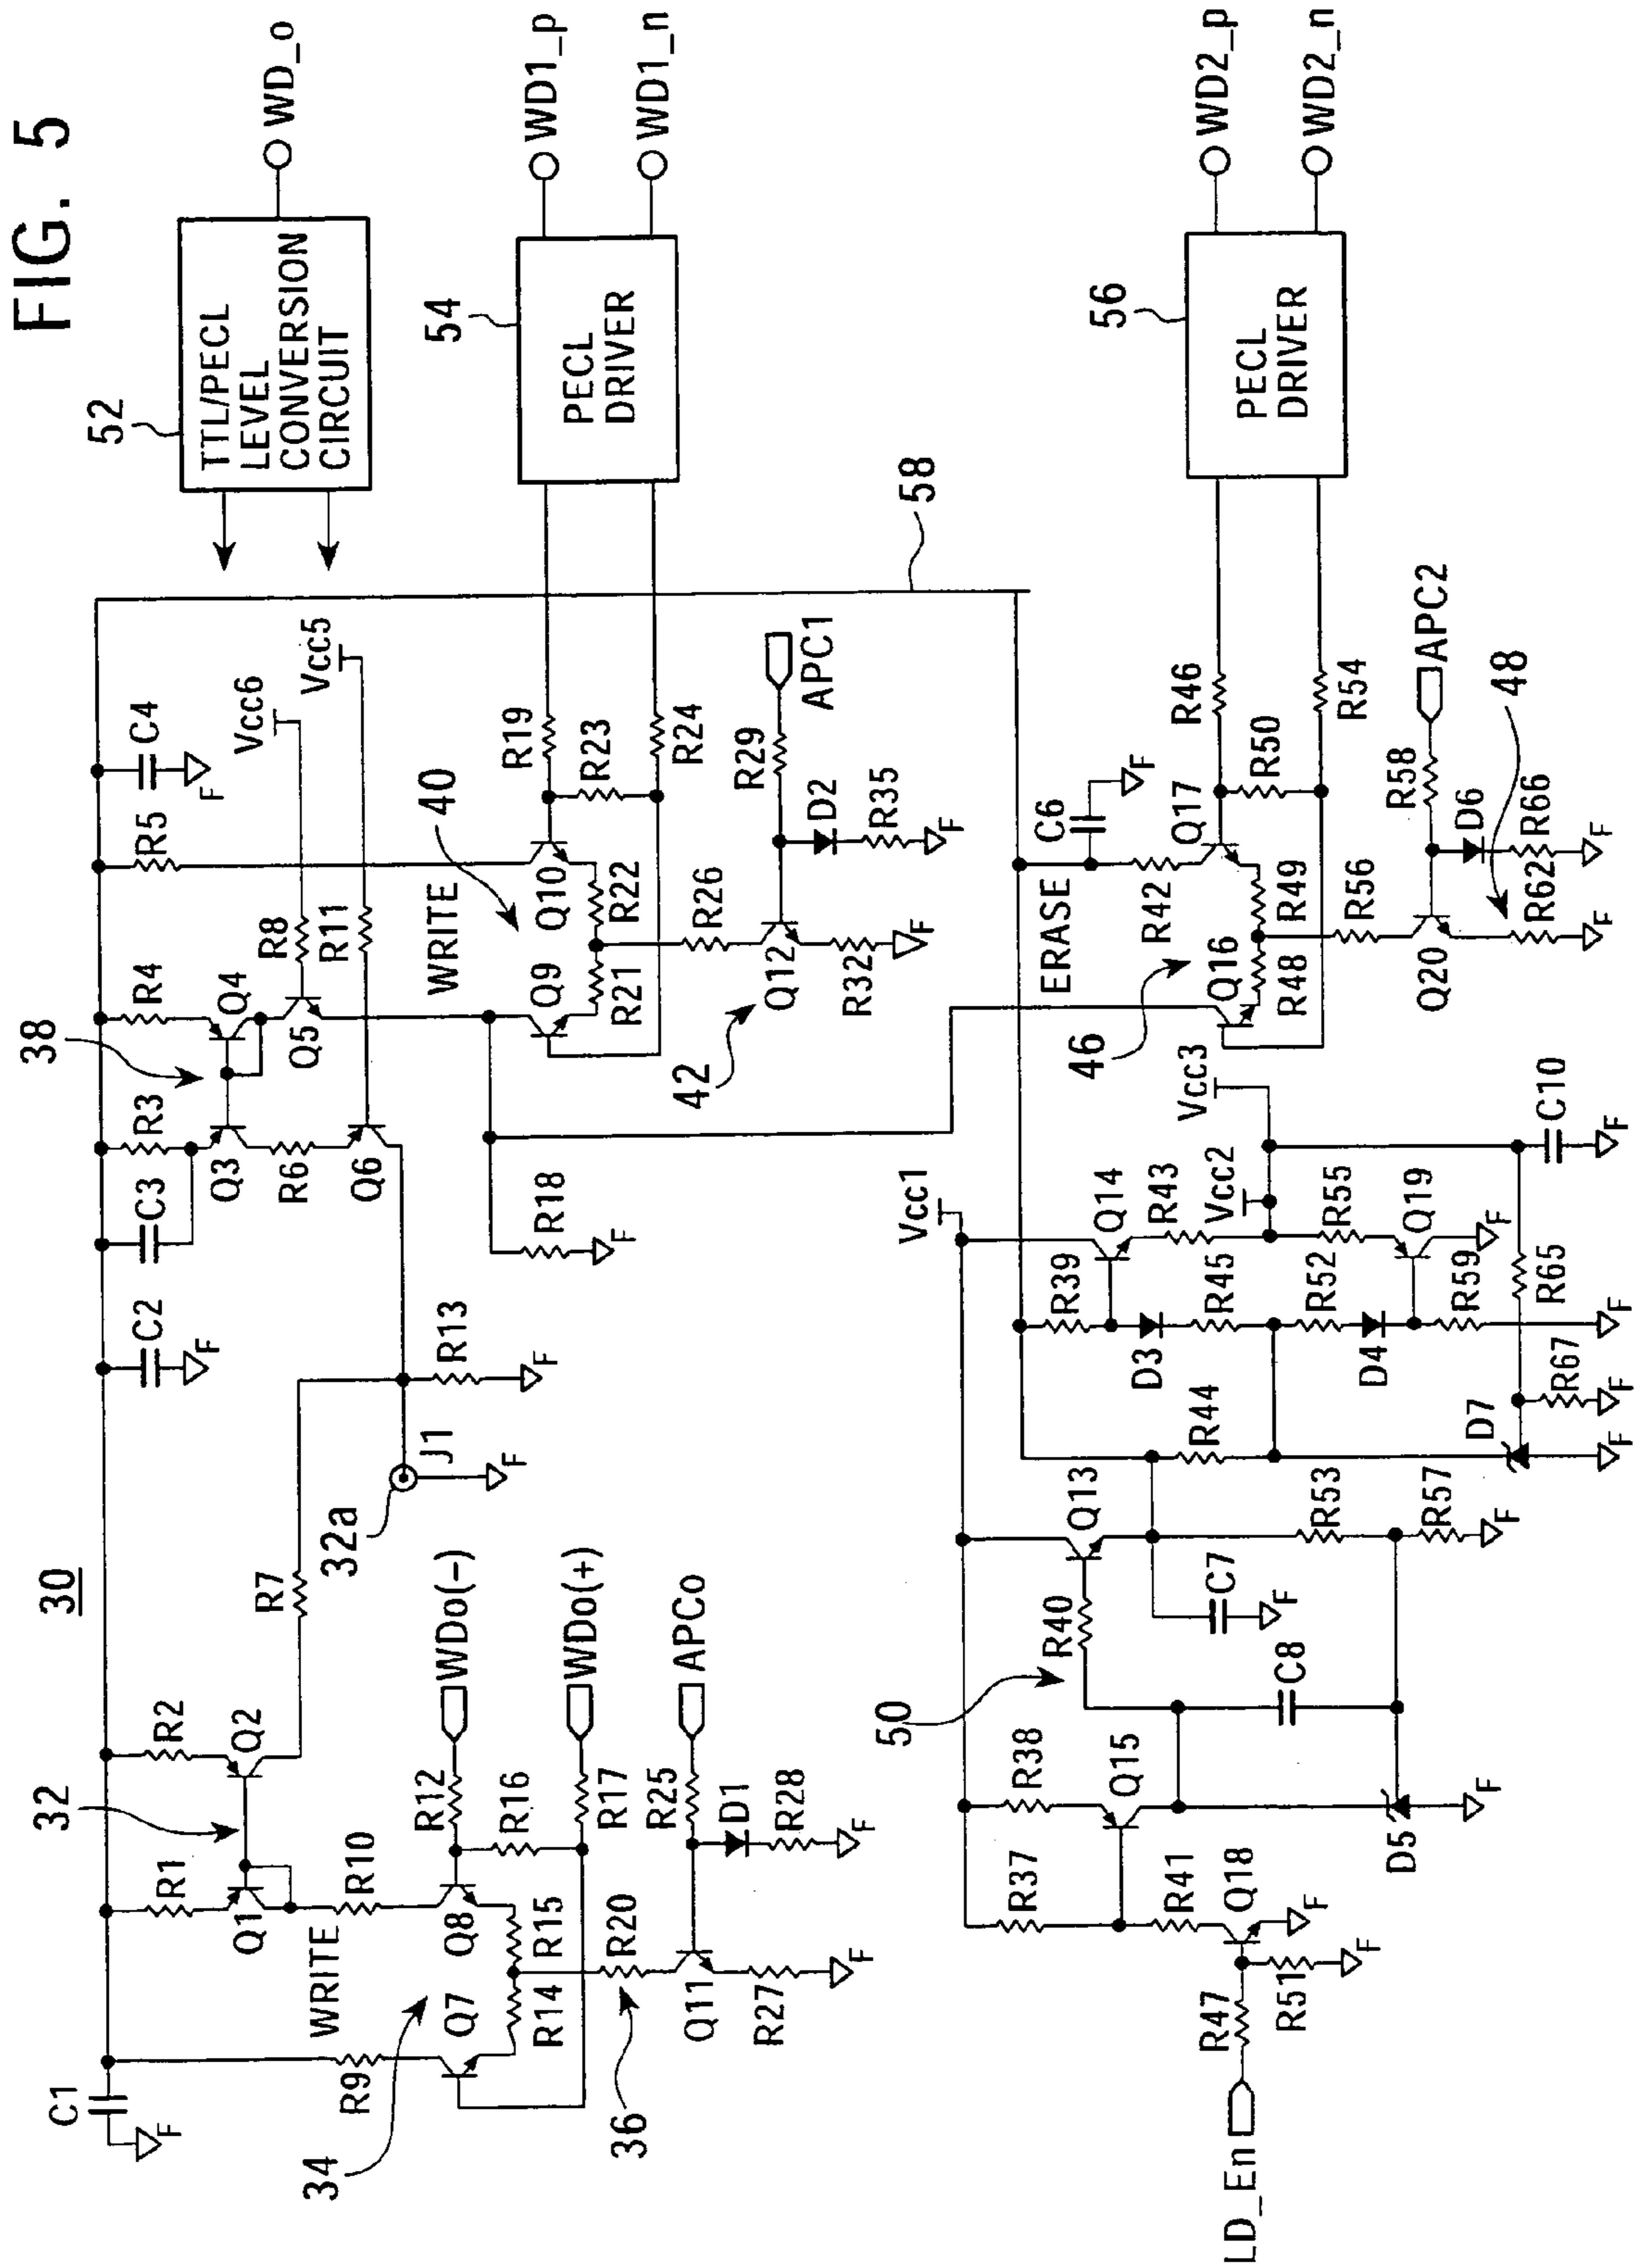 FIG. 5
30
C1
F
R1
R2
C2
F
C3
R3
R4
R5
C4
F
32
Q1
Q2
38
Q3
Q4
Vcc6
Vcc5
R8
R11
Q5
R6
Q6
R7
R10
WRITE
R9
34
Q7
Q8
R12
WDo(−)
R16
R17
WDo(+)
R14
R15
R20
36
R25
APCo
D1
R28
F
Q11
R27
F
32a
J1
F
R13
F
R18
F
WRITE
40
Q9
Q10
R19
R23
R24
R21
R22
R26
42
Q12
R32
F
R29
APC1
D2
R35
F
52
TTL/PECL
LEVEL
CONVERSION
CIRCUIT
WD_o
54
PECL
DRIVER
WD1_p
WD1_n
58
Vcc1
50
R37
R38
Q15
R40
Q13
C7
F
C8
R41
Q18
F
R47
R51
F
LD_En
D5
F
R53
R57
F
R44
R39
Q14
D3
R43
R45
Vcc2
Vcc3
R52
R55
D4
Q19
F
R59
F
D7
F
R67
F
R65
C10
F
ERASE
C6
F
R42
46
Q16
Q17
R46
R50
R54
R48
R49
R56
Q20
R62
F
R58
APC2
D6
R66
F
48
56
PECL
DRIVER
WD2_p
WD2_n